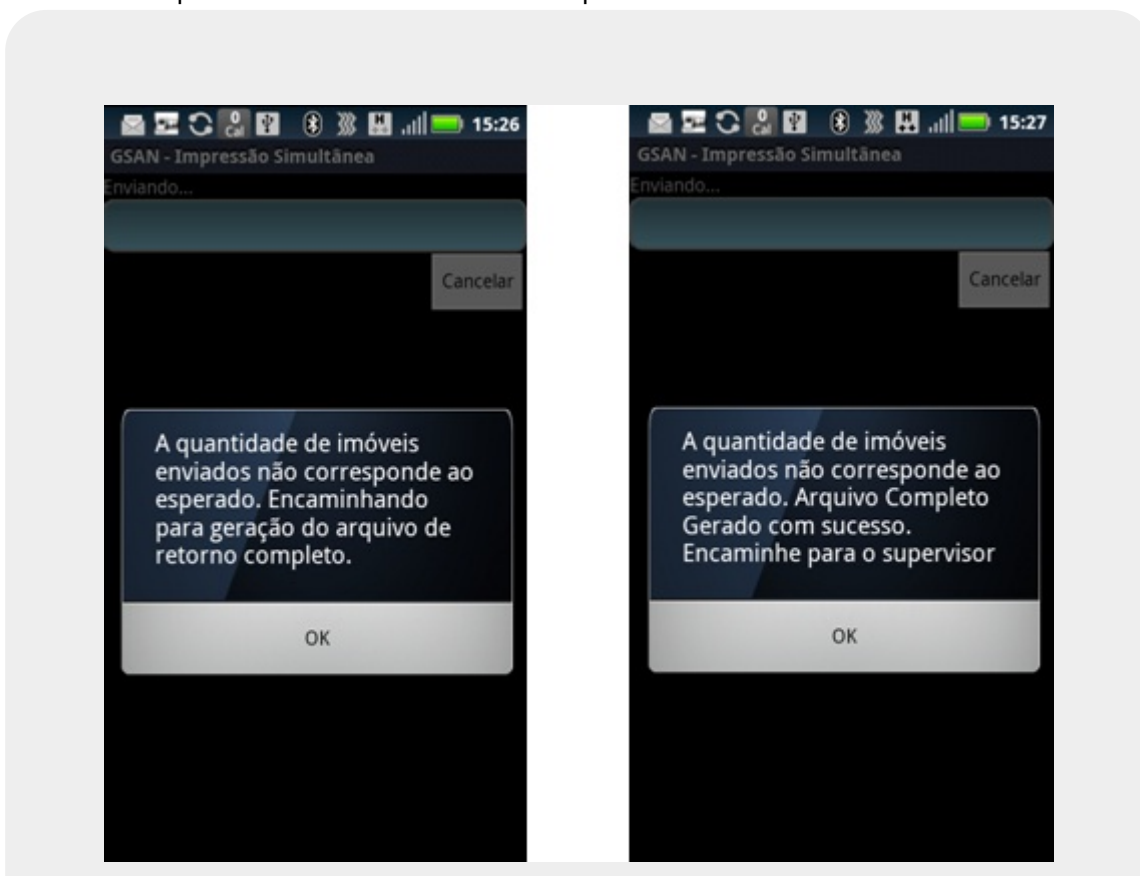 15:26
GSAN - Impressão Simultânea
Enviando...
Cancelar
A quantidade de imóveis
enviados não corresponde ao
esperado. Encaminhando
para geração do arquivo de
retorno completo.
OK
15:27
GSAN - Impressão Simultânea
Enviando...
Cancelar
A quantidade de imóveis
enviados não corresponde ao
esperado. Arquivo Completo
Gerado com sucesso.
Encaminhe para o supervisor
OK